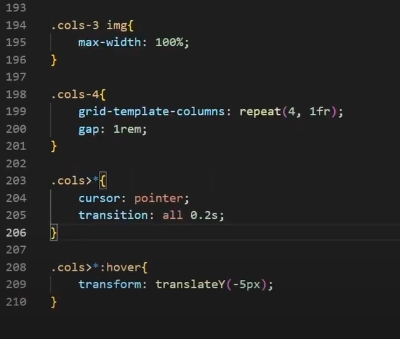 193
194 .cols-3 img{
195 max-width: 100%;
196 }
197
198 .cols-4{
199 grid-template-columns: repeat(4, 1fr);
200 gap: 1rem;
201 }
202
203 .cols>*{
204 cursor: pointer;
205 transition: all 0.2s;
206 }
207
208 .cols>*:hover{
209 transform: translateY(-5px);
210 }